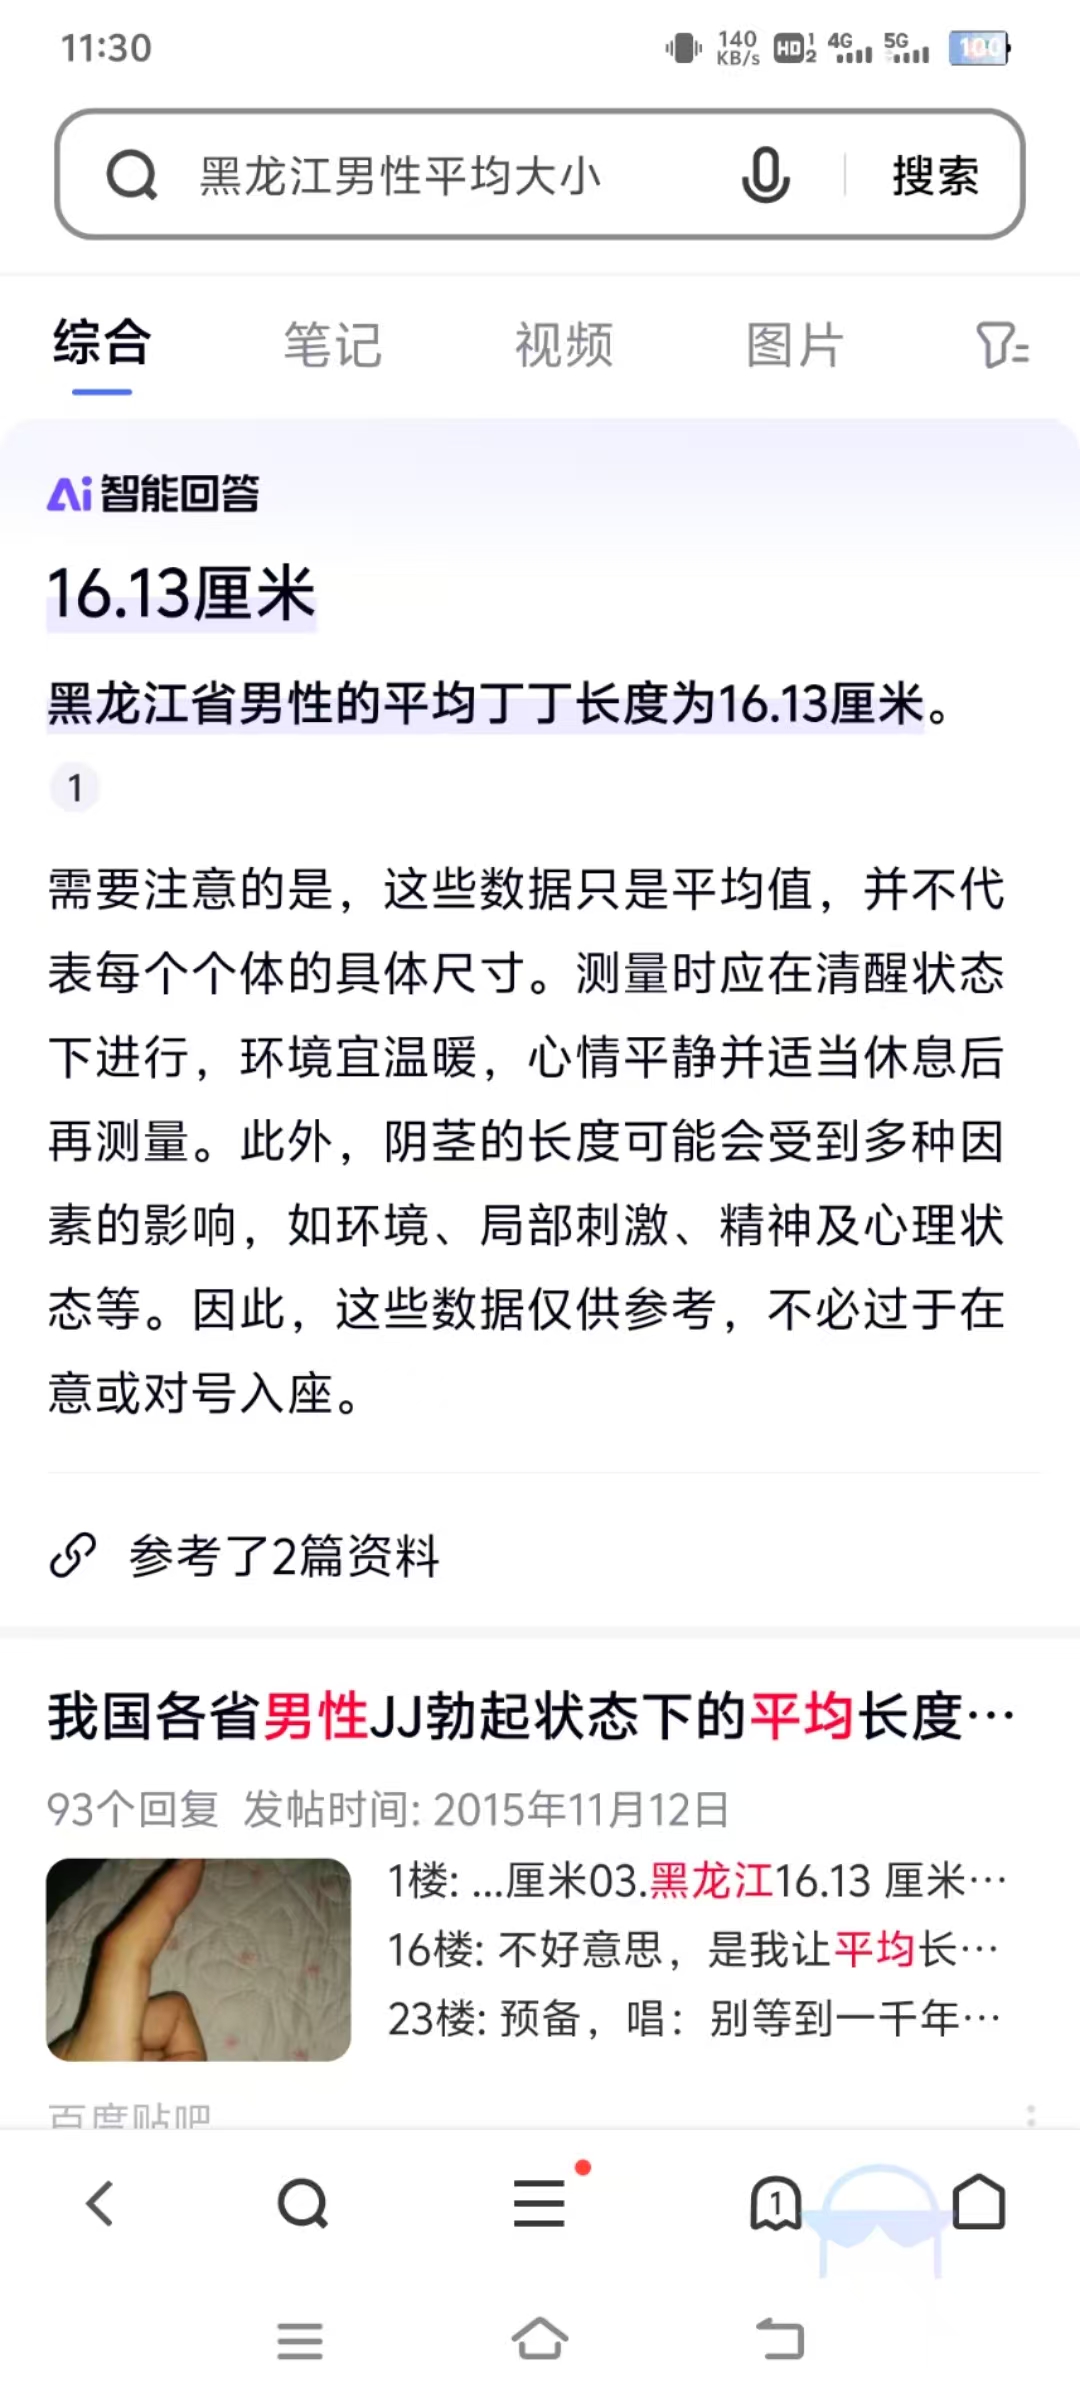 11:30
140 KB/s HD 1 2 4G 5G 100
黑龙江男性平均大小 搜索
综合 笔记 视频 图片
Ai智能回答
16.13厘米
黑龙江省男性的平均丁丁长度为16.13厘米。
1
需要注意的是，这些数据只是平均值，并不代
表每个个体的具体尺寸。测量时应在清醒状态
下进行，环境宜温暖，心情平静并适当休息后
再测量。此外，阴茎的长度可能会受到多种因
素的影响，如环境、局部刺激、精神及心理状
态等。因此，这些数据仅供参考，不必过于在
意或对号入座。
参考了2篇资料
我国各省男性JJ勃起状态下的平均长度…
93个回复 发帖时间: 2015年11月12日
1楼: ...厘米03.黑龙江16.13 厘米…
16楼: 不好意思，是我让平均长…
23楼: 预备，唱：别等到一千年…
百度贴吧
1